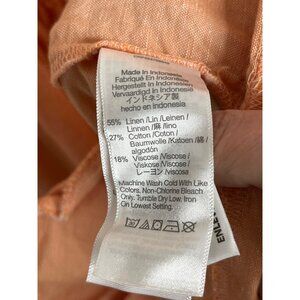 Made In Indonesia
Fabriqué En Indonésie
Hergestellt In Indonesien
Vervaardigd In Indonesië
インドネシア製
hecho en indonesia
55% Linen /Lin /Leinen/
Linnen /麻 /lino
27% Cotton /Coton /
Baumwolle /Katoen /綿 /
algodón
18% Viscose /Viscose/
Viskose /Viscose /
レーヨン /viscosa
Machine Wash Cold With Like
Colors, Non-Chlorine Bleach
Only, Tumble Dry Low, Iron
On Lowest Setting.